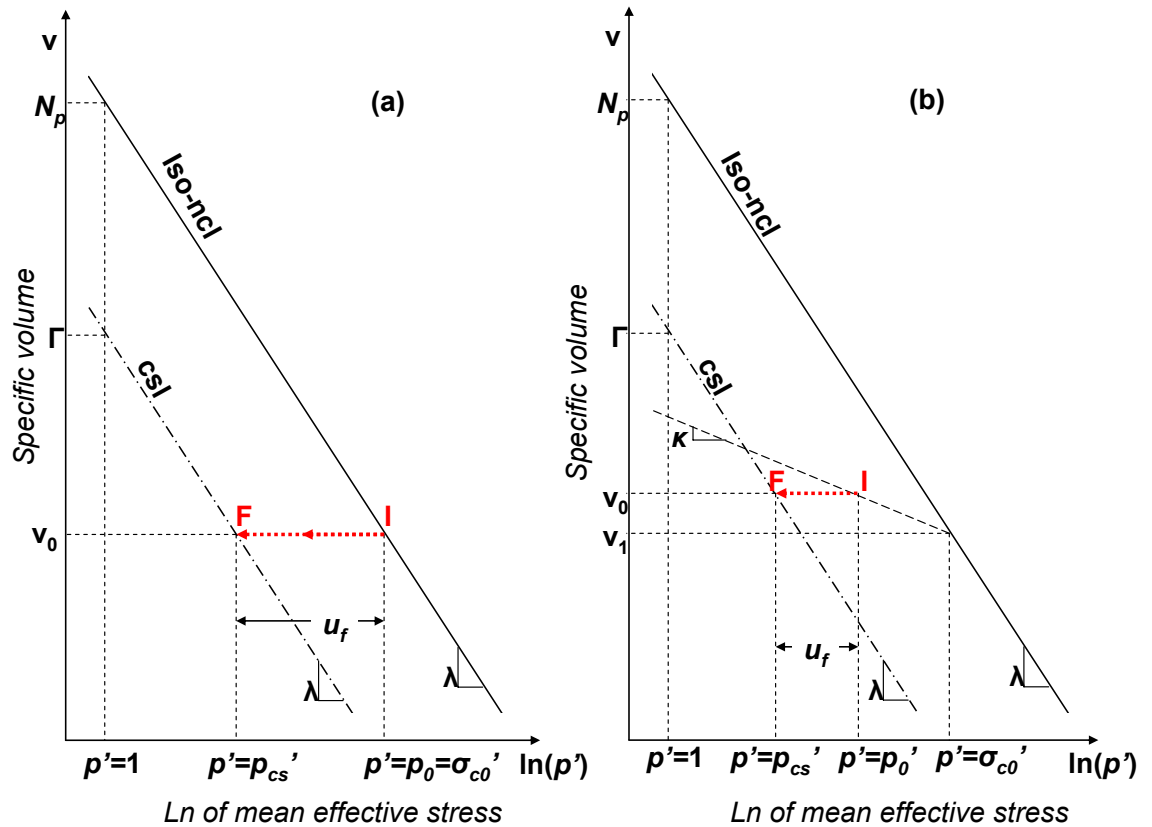 v
(a)
N_p
Iso-ncl
Specific volume
Γ
csl
F
I
v_0
u_f
λ
λ
p'=1
p'=p_cs'
p'=p_0=σ_c0'
ln(p')
Ln of mean effective stress
v
(b)
N_p
Iso-ncl
Specific volume
Γ
csl
κ
F
I
v_0
v_1
u_f
λ
λ
p'=1
p'=p_cs'
p'=p_0'
p'=σ_c0'
ln(p')
Ln of mean effective stress